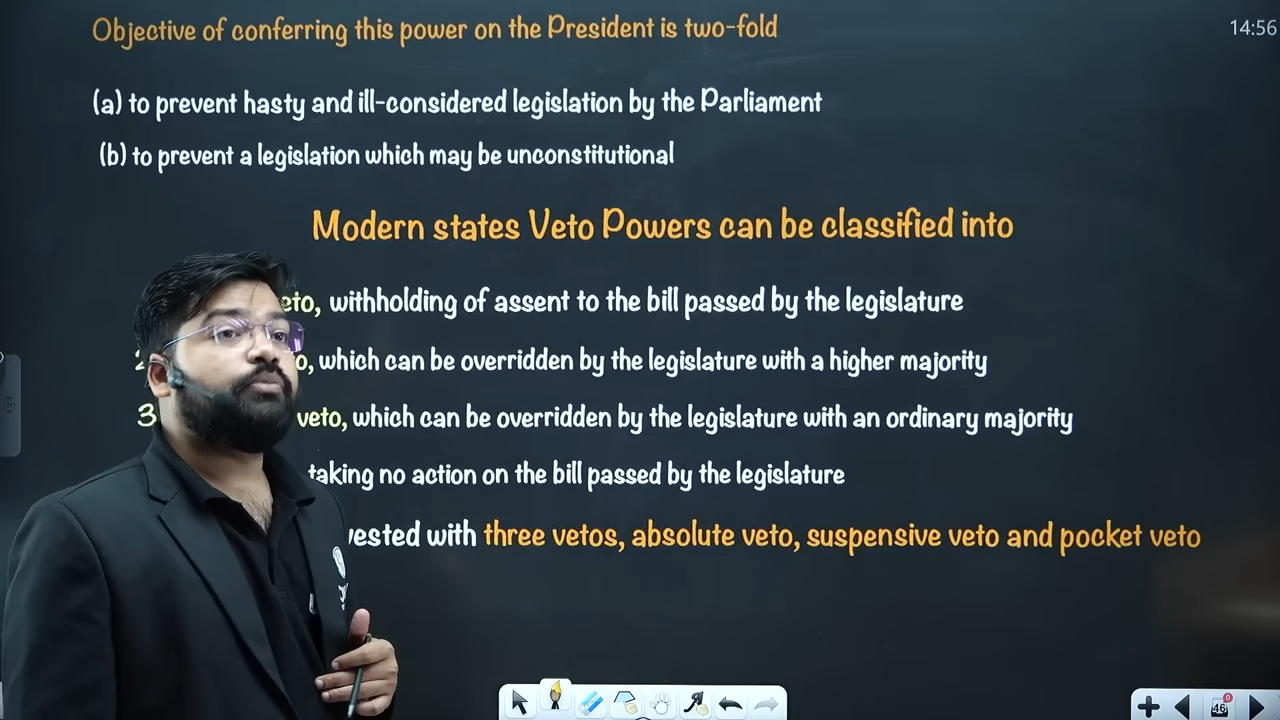 Objective of conferring this power on the President is two-fold
14:56
(a) to prevent hasty and ill-considered legislation by the Parliament
(b) to prevent a legislation which may be unconstitutional
Modern states Veto Powers can be classified into
withholding of assent to the bill passed by the legislature
which can be overridden by the legislature with a higher majority
3 veto, which can be overridden by the legislature with an ordinary majority
taking no action on the bill passed by the legislature
vested with three vetos, absolute veto, suspensive veto and pocket veto
46